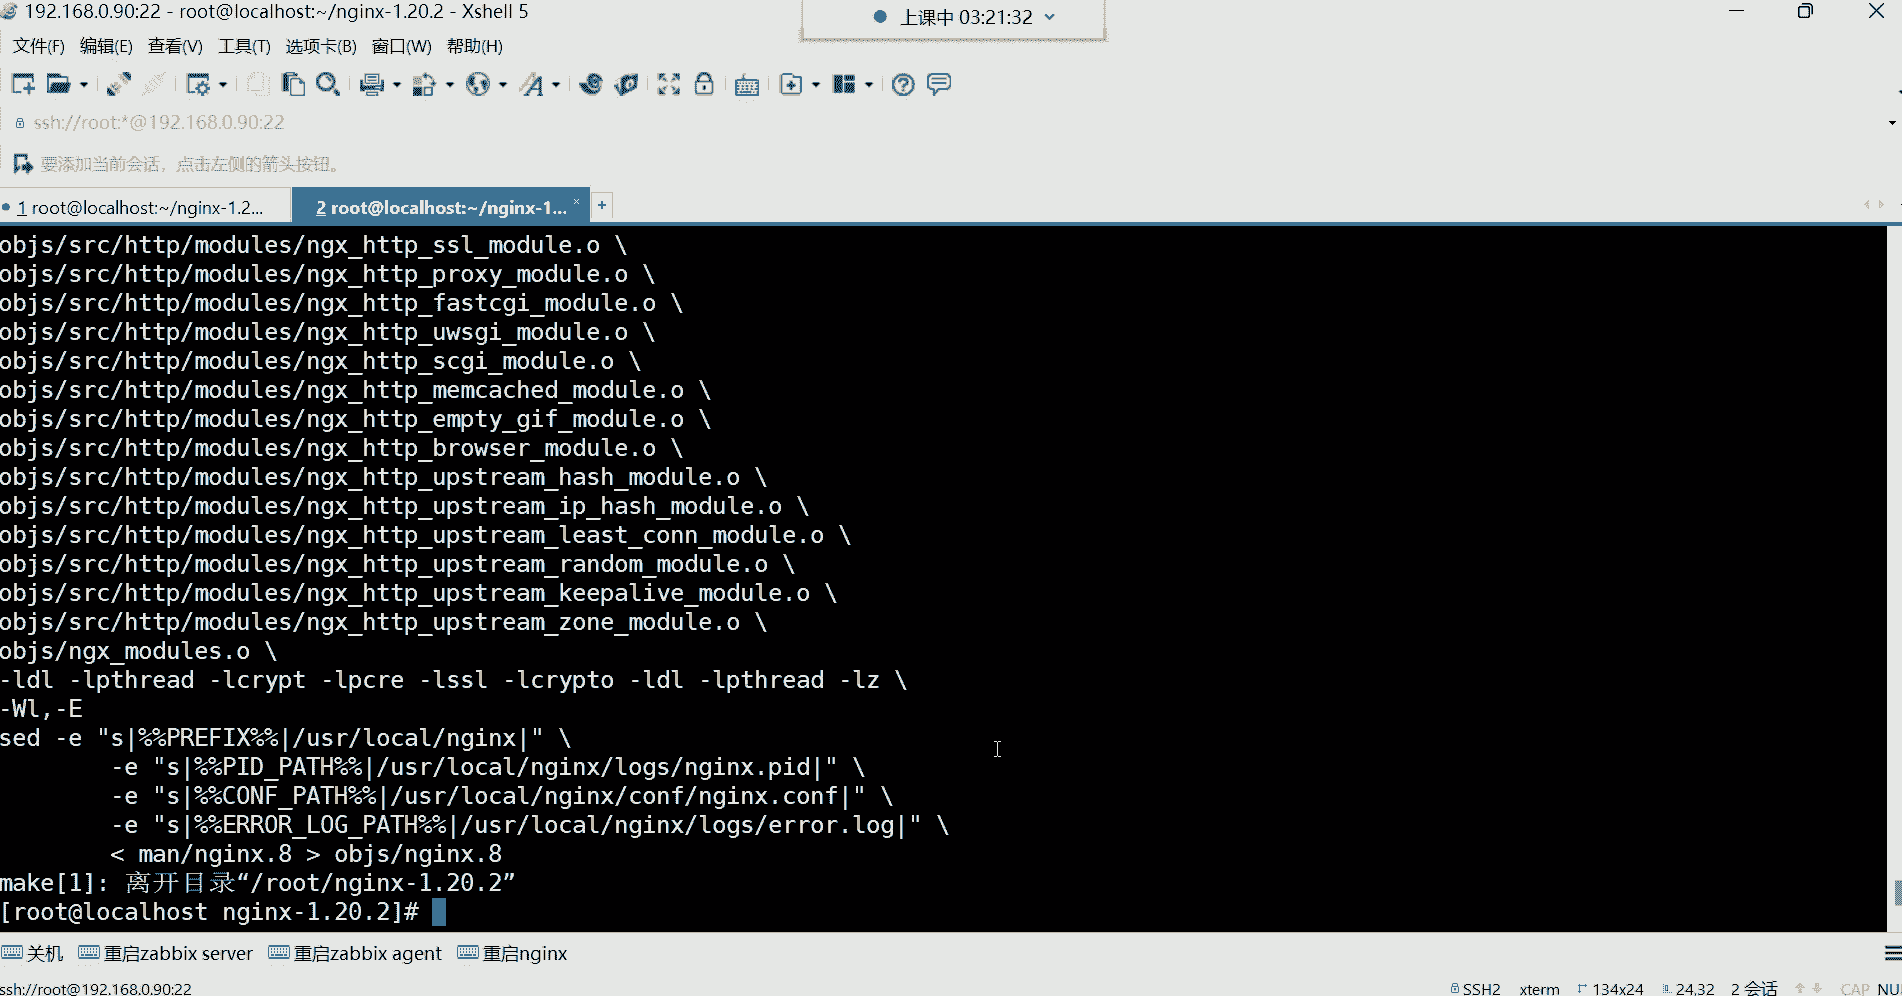 192.168.0.90:22 - root@localhost:~/nginx-1.20.2 - Xshell 5
上课中 03:21:32
文件(F) 编辑(E) 查看(V) 工具(T) 选项卡(B) 窗口(W) 帮助(H)
ssh://root:*@192.168.0.90:22
要添加当前会话，点击左侧的箭头按钮。
1 root@localhost:~/nginx-1.2... 2 root@localhost:~/nginx-1... × +
objs/src/http/modules/ngx_http_ssl_module.o \
objs/src/http/modules/ngx_http_proxy_module.o \
objs/src/http/modules/ngx_http_fastcgi_module.o \
objs/src/http/modules/ngx_http_uwsgi_module.o \
objs/src/http/modules/ngx_http_scgi_module.o \
objs/src/http/modules/ngx_http_memcached_module.o \
objs/src/http/modules/ngx_http_empty_gif_module.o \
objs/src/http/modules/ngx_http_browser_module.o \
objs/src/http/modules/ngx_http_upstream_hash_module.o \
objs/src/http/modules/ngx_http_upstream_ip_hash_module.o \
objs/src/http/modules/ngx_http_upstream_least_conn_module.o \
objs/src/http/modules/ngx_http_upstream_random_module.o \
objs/src/http/modules/ngx_http_upstream_keepalive_module.o \
objs/src/http/modules/ngx_http_upstream_zone_module.o \
objs/ngx_modules.o \
-ldl -lpthread -lcrypt -lpcre -lssl -lcrypto -ldl -lpthread -lz \
-Wl,-E
sed -e "s|%%PREFIX%%|/usr/local/nginx|" \
-e "s|%%PID_PATH%%|/usr/local/nginx/logs/nginx.pid|" \
-e "s|%%CONF_PATH%%|/usr/local/nginx/conf/nginx.conf|" \
-e "s|%%ERROR_LOG_PATH%%|/usr/local/nginx/logs/error.log|" \
< man/nginx.8 > objs/nginx.8
make[1]: 离开目录“/root/nginx-1.20.2”
[root@localhost nginx-1.20.2]#
关机 重启zabbix server 重启zabbix agent 重启nginx
ssh://root@192.168.0.90:22 SSH2 xterm 134x24 24,32 2 会话 CAP NU